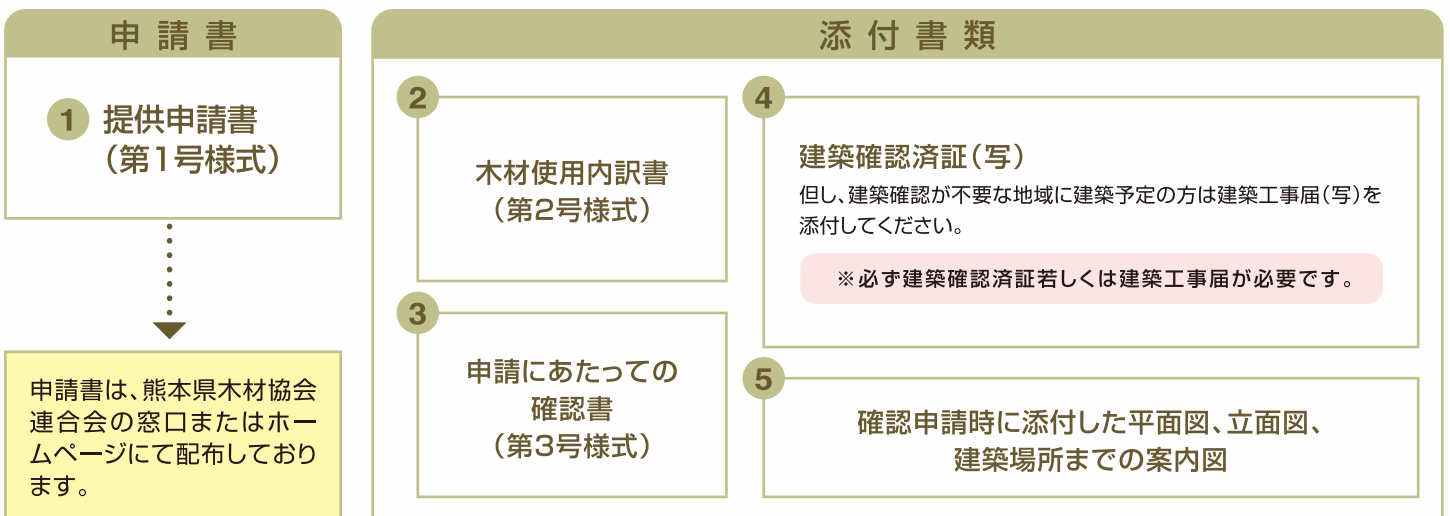 申請書
1 提供申請書
（第1号様式）
申請書は、熊本県木材協会
連合会の窓口またはホー
ムページにて配布しており
ます。
添付書類
2
木材使用内訳書
（第2号様式）
3
申請にあたっての
確認書
（第3号様式）
4
建築確認済証（写）
但し、建築確認が不要な地域に建築予定の方は建築工事届（写）を
添付してください。
※必ず建築確認済証若しくは建築工事届が必要です。
5
確認申請時に添付した平面図、立面図、
建築場所までの案内図